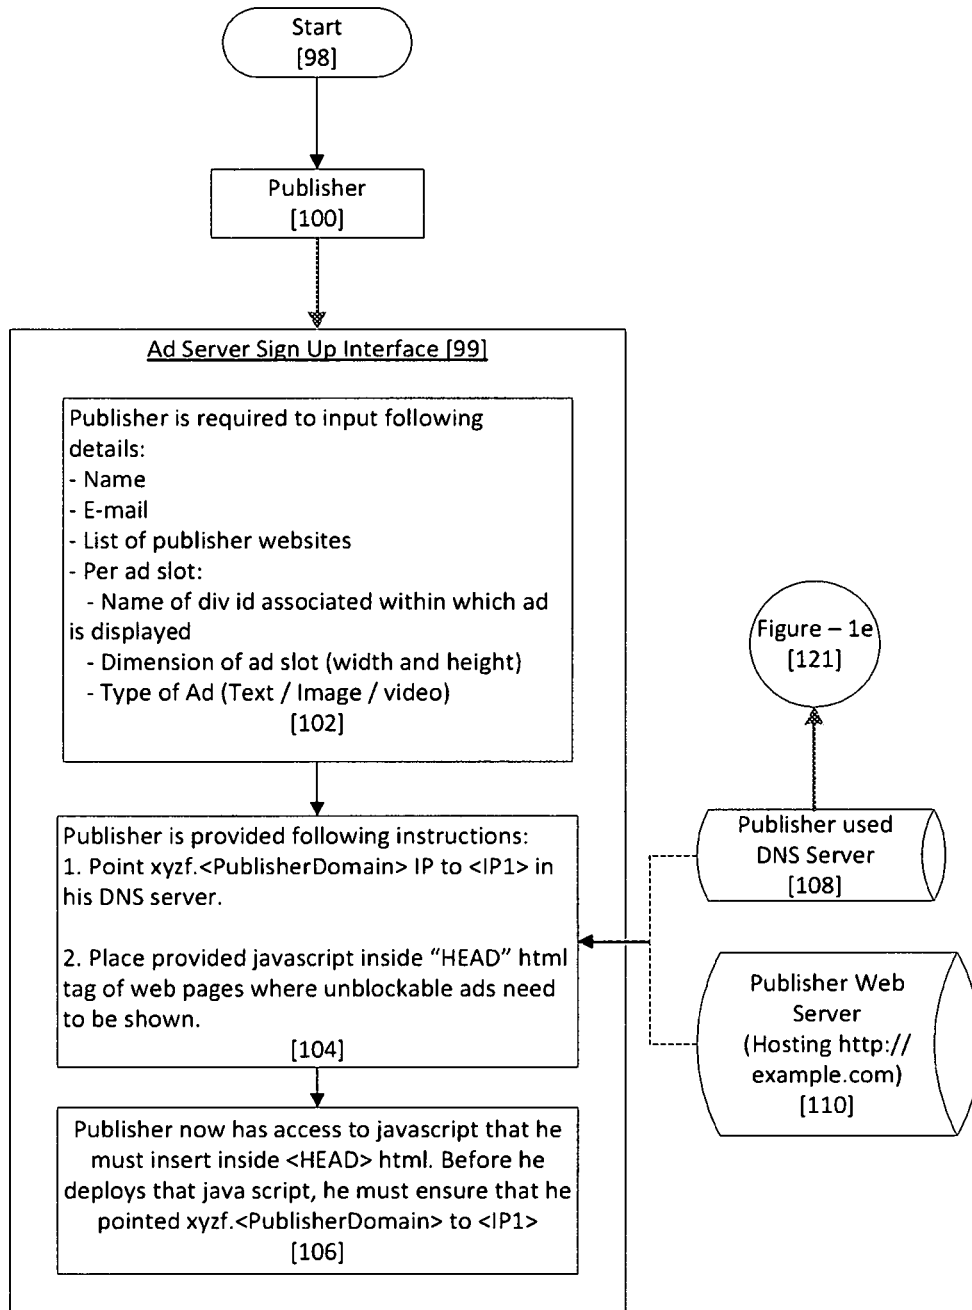 Start
[98]
Publisher
[100]
Ad Server Sign Up Interface [99]
Publisher is required to input following
details:
- Name
- E-mail
- List of publisher websites
- Per ad slot:
- Name of div id associated within which ad
is displayed
- Dimension of ad slot (width and height)
- Type of Ad (Text / Image / video)
[102]
Figure – 1e
[121]
Publisher is provided following instructions:
1. Point xyzf.<PublisherDomain> IP to <IP1> in
his DNS server.
2. Place provided javascript inside “HEAD” html
tag of web pages where unblockable ads need
to be shown.
[104]
Publisher used
DNS Server
[108]
Publisher Web
Server
(Hosting http://
example.com)
[110]
Publisher now has access to javascript that he
must insert inside <HEAD> html. Before he
deploys that java script, he must ensure that he
pointed xyzf.<PublisherDomain> to <IP1>
[106]